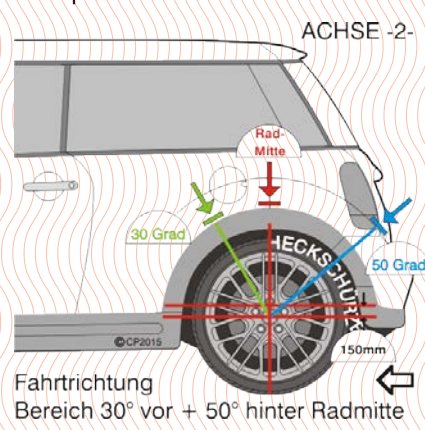 ACHSE -2-
Rad-
Mitte
30 Grad
HECKSCHÜRZE
50 Grad
150mm
©CP2015
Fahrtrichtung
Bereich 30° vor + 50° hinter Radmitte